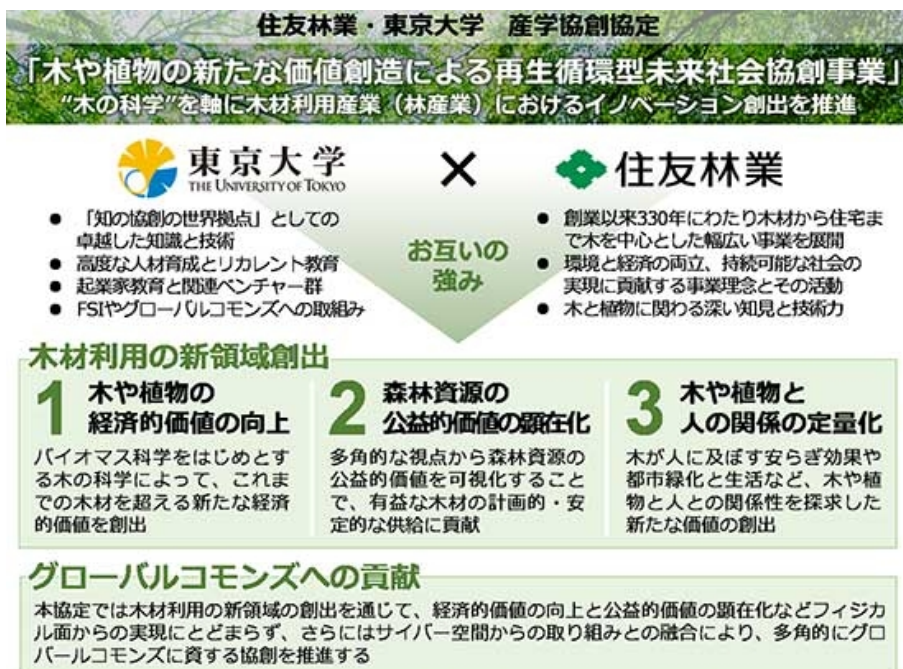 住友林業・東京大学　産学協創協定
「木や植物の新たな価値創造による再生循環型未来社会協創事業」
“木の科学”を軸に木材利用産業（林産業）におけるイノベーション創出を推進
東京大学
THE UNIVERSITY OF TOKYO
×
住友林業
● 「知の協創の世界拠点」としての
卓越した知識と技術
● 高度な人材育成とリカレント教育
● 起業家教育と関連ベンチャー群
● FSIやグローバルコモンズへの取組み
お互いの
強み
● 創業以来330年にわたり木材から住宅ま
で木を中心とした幅広い事業を展開
● 環境と経済の両立、持続可能な社会の
実現に貢献する事業理念とその活動
● 木と植物に関わる深い知見と技術力
木材利用の新領域創出
1 木や植物の
経済的価値の向上
バイオマス科学をはじめとす
る木の科学によって、これま
での木材を超える新たな経済
的価値を創出
2 森林資源の
公益的価値の顕在化
多角的な視点から森林資源の
公益的価値を可視化すること
で、有益な木材の計画的・安
定的な供給に貢献
3 木や植物と
人の関係の定量化
木が人に及ぼす安らぎ効果や
都市緑化と生活など、木や植
物と人との関係性を探求した
新たな価値の創出
グローバルコモンズへの貢献
本協定では木材利用の新領域の創出を通じて、経済的価値の向上と公益的価値の顕在化などフィジカ
ル面からの実現にとどまらず、さらにはサイバー空間からの取り組みとの融合により、多角的にグロ
バールコモンズに資する協創を推進する